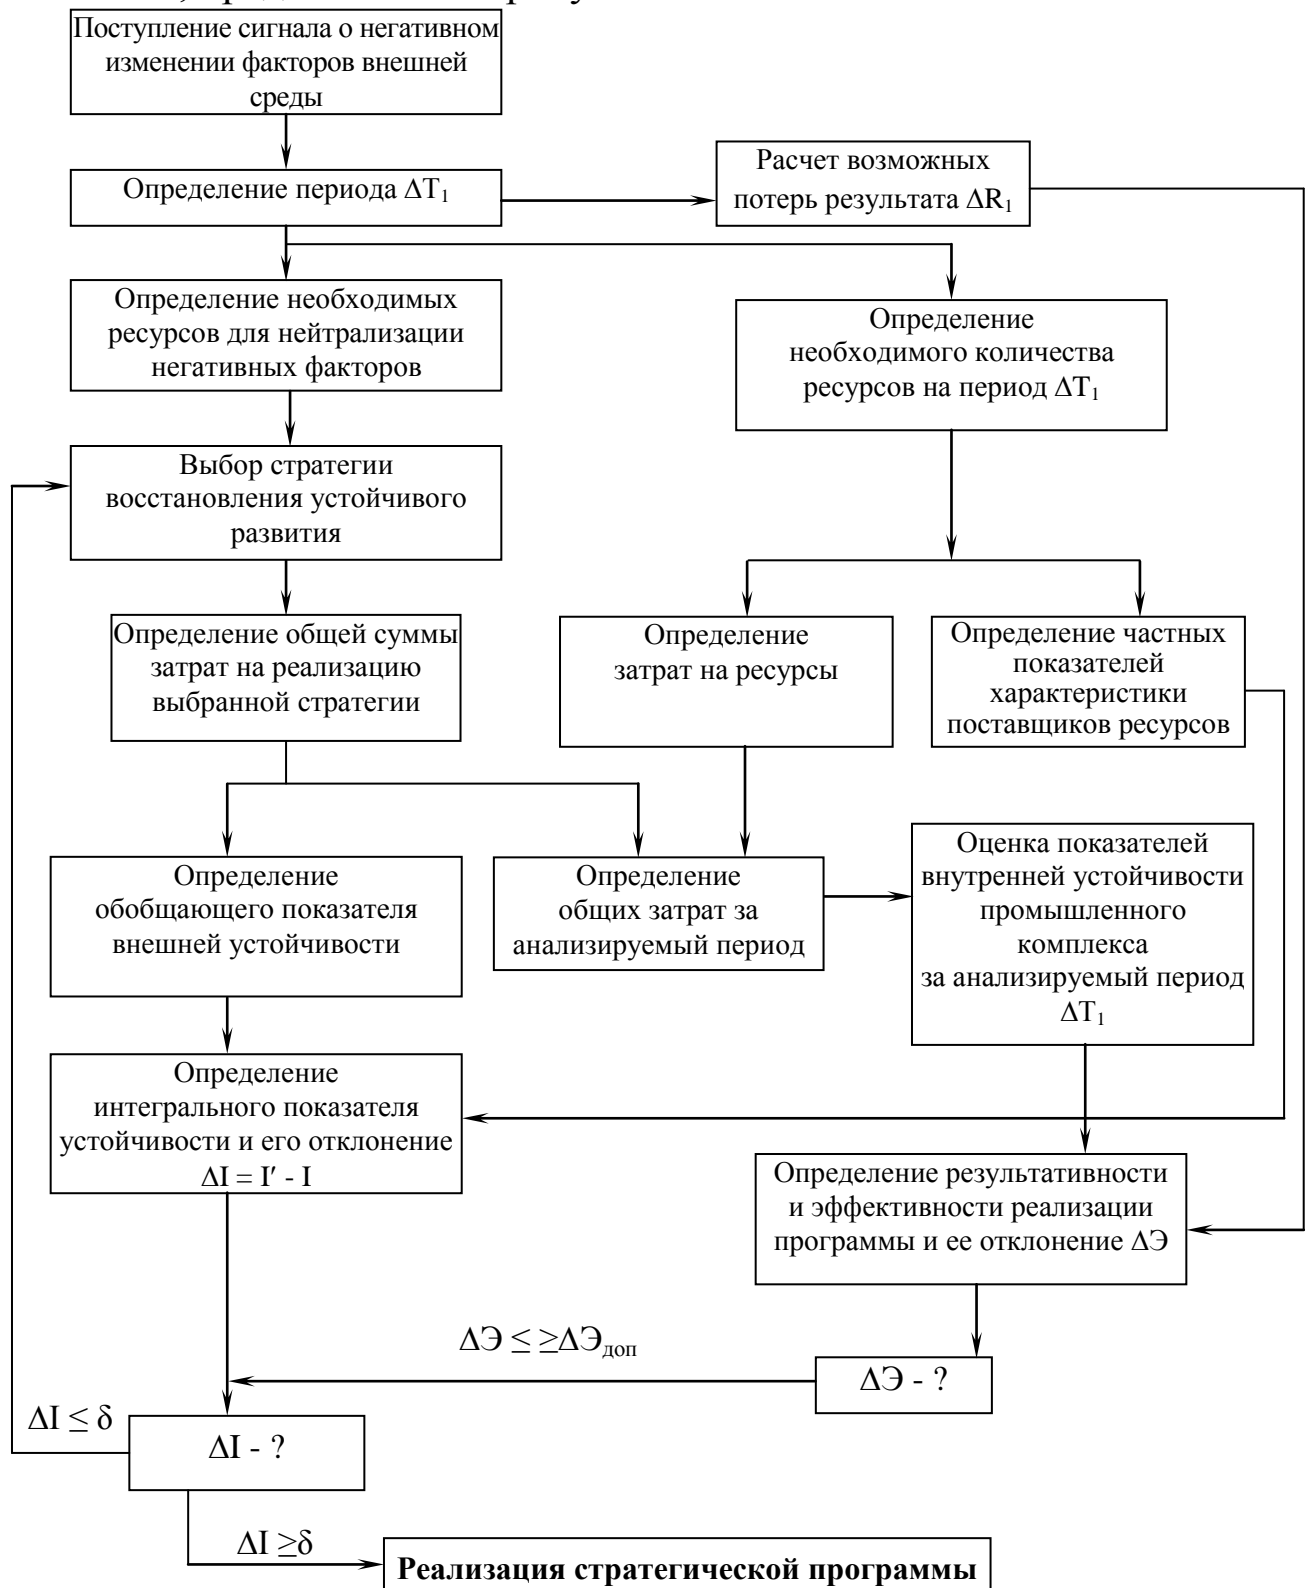 Поступление сигнала о негативном
изменении факторов внешней
среды
Расчет возможных
потерь результата ΔR₁
Определение периода ΔT₁
Определение необходимых
ресурсов для нейтрализации
негативных факторов
Определение
необходимого количества
ресурсов на период ΔT₁
Выбор стратегии
восстановления устойчивого
развития
Определение общей суммы
затрат на реализацию
выбранной стратегии
Определение
затрат на ресурсы
Определение частных
показателей
характеристики
поставщиков ресурсов
Определение
обобщающего показателя
внешней устойчивости
Определение
общих затрат за
анализируемый период
Оценка показателей
внутренней устойчивости
промышленного
комплекса
за анализируемый период
ΔT₁
Определение
интегрального показателя
устойчивости и его отклонение
ΔI = I′ - I
Определение результативности
и эффективности реализации
программы и ее отклонение ΔЭ
ΔЭ ≤ ≥ΔЭдоп
ΔЭ - ?
ΔI ≤ δ
ΔI - ?
ΔI ≥δ
Реализация стратегической программы